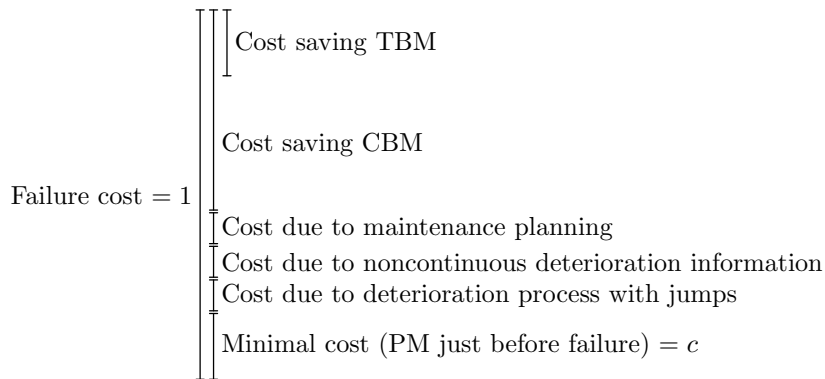 Cost saving TBM
Cost saving CBM
Failure cost = 1
Cost due to maintenance planning
Cost due to noncontinuous deterioration information
Cost due to deterioration process with jumps
Minimal cost (PM just before failure) = c